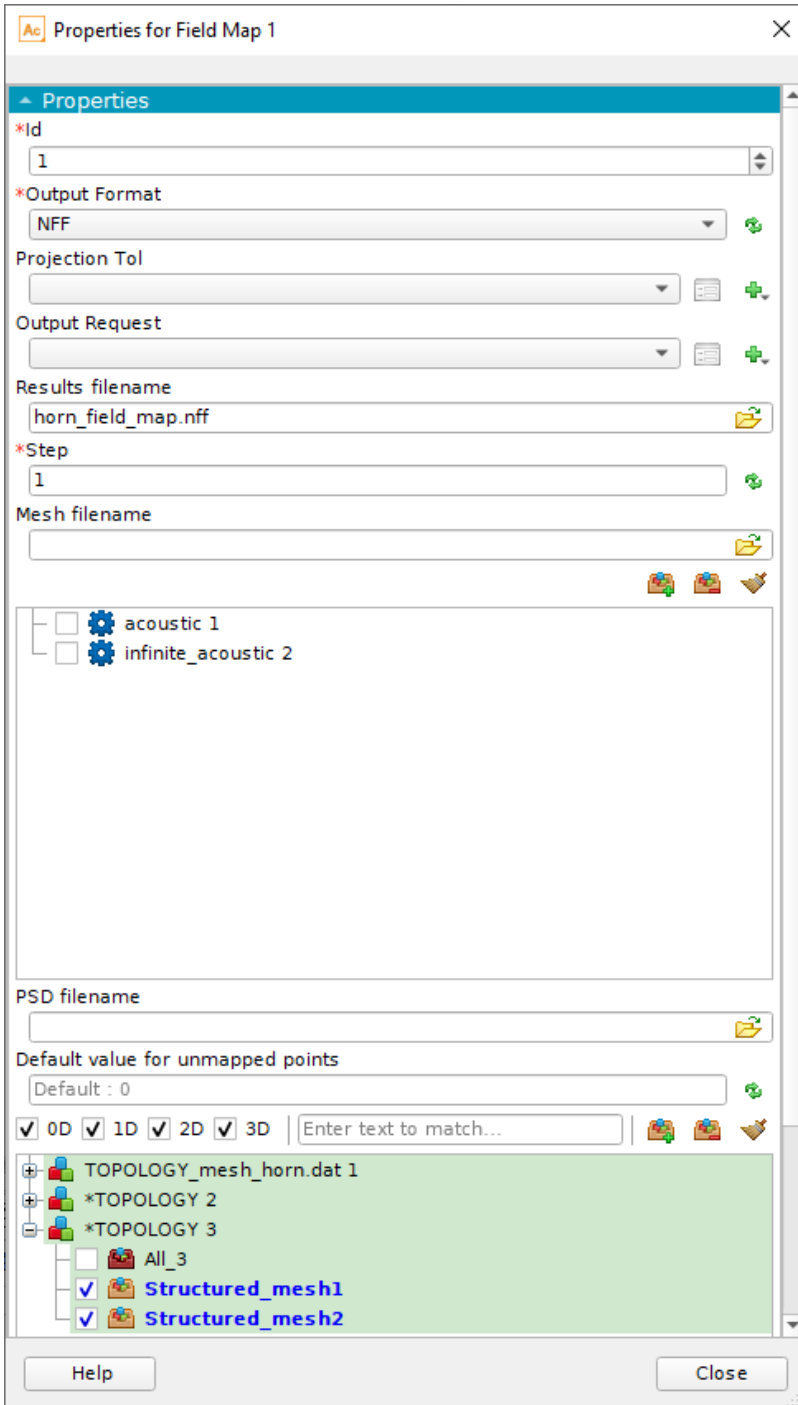 Ac Properties for Field Map 1
Properties
*Id
1
*Output Format
NFF
Projection Tol
Output Request
Results filename
horn_field_map.nff
*Step
1
Mesh filename
acoustic 1
infinite_acoustic 2
PSD filename
Default value for unmapped points
Default : 0
0D 1D 2D 3D Enter text to match...
TOPOLOGY_mesh_horn.dat 1
*TOPOLOGY 2
*TOPOLOGY 3
All_3
Structured_mesh1
Structured_mesh2
Help Close